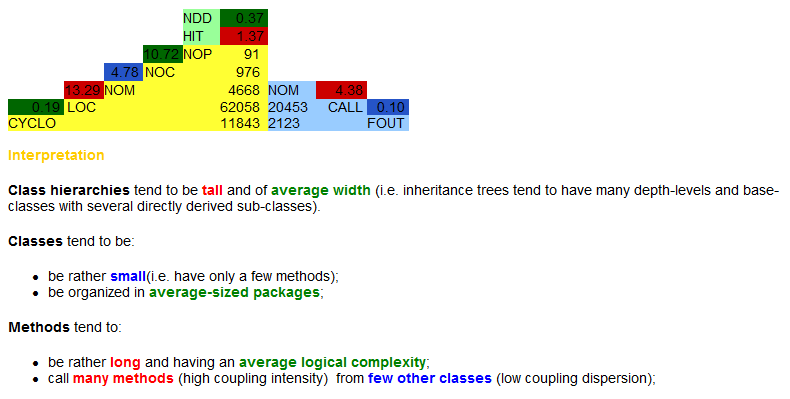 NDD 0.37
HIT 1.37
10.72 NOP 91
4.78 NOC 976
13.29 NOM 4668 NOM 4.38
0.19 LOC 62058 20453 CALL 0.10
CYCLO 11843 2123 FOUT
Interpretation
Class hierarchies tend to be tall and of average width (i.e. inheritance trees tend to have many depth-levels and base-
classes with several directly derived sub-classes).
Classes tend to be:
• be rather small(i.e. have only a few methods);
• be organized in average-sized packages;
Methods tend to:
• be rather long and having an average logical complexity;
• call many methods (high coupling intensity) from few other classes (low coupling dispersion);